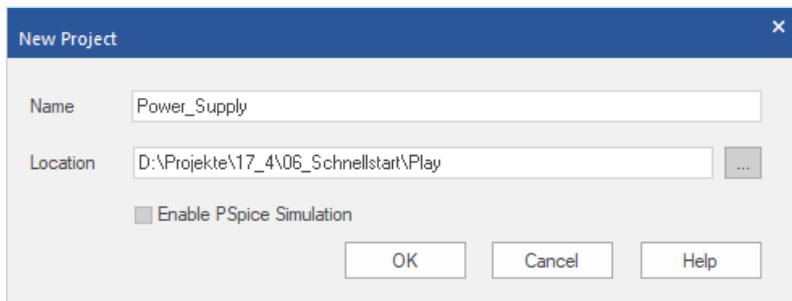 New Project
Name Power_Supply
Location D:\Projekte\17_4\06_Schnellstart\Play ...
Enable PSpice Simulation
OK Cancel Help